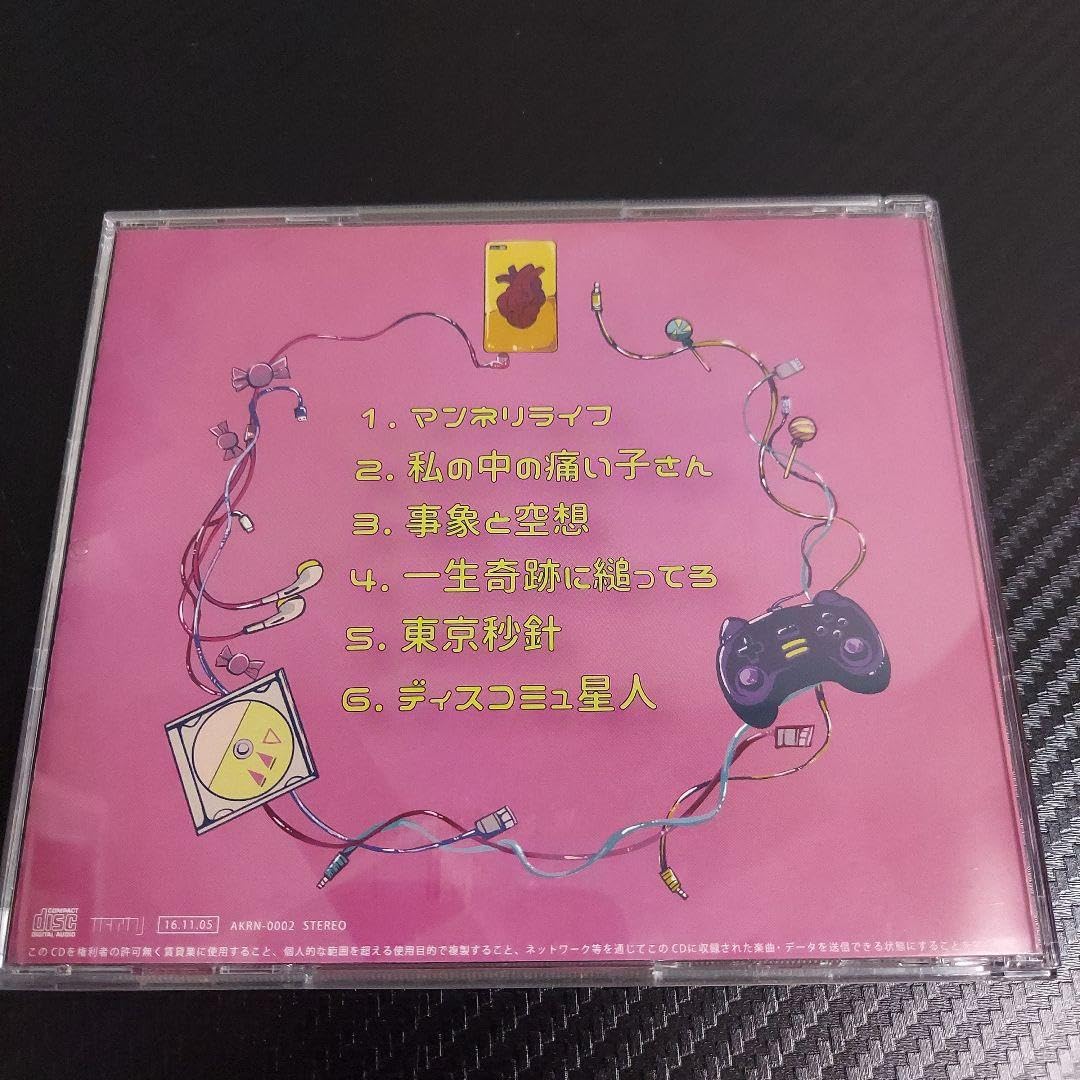 1. マンネリライフ
2. 私の中の痛い子さん
3. 事象と空想
4. 一生奇跡に縋ってろ
5. 東京秒針
6. ディスコミュ星人
COMPACT disc DIGITAL AUDIO 16.11.05 AKRN-0002 STEREO
このCDを権利者の許可無く賃貸業に使用すること、個人的な範囲を超える使用目的で複製すること、ネットワーク等を通じてこのCDに収録された楽曲・データを送信できる状態にすることを